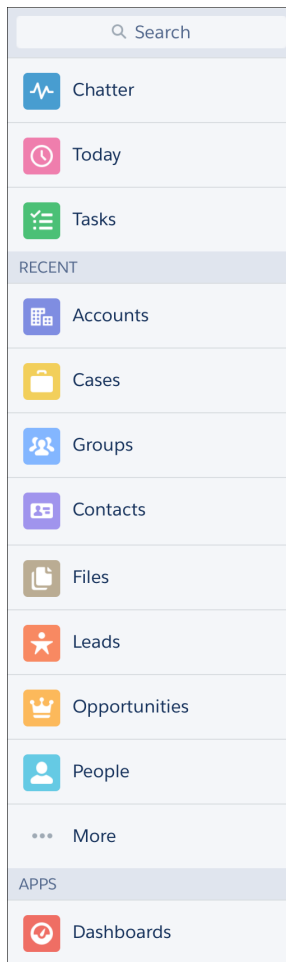 Search
Chatter
Today
Tasks
RECENT
Accounts
Cases
Groups
Contacts
Files
Leads
Opportunities
People
More
APPS
Dashboards